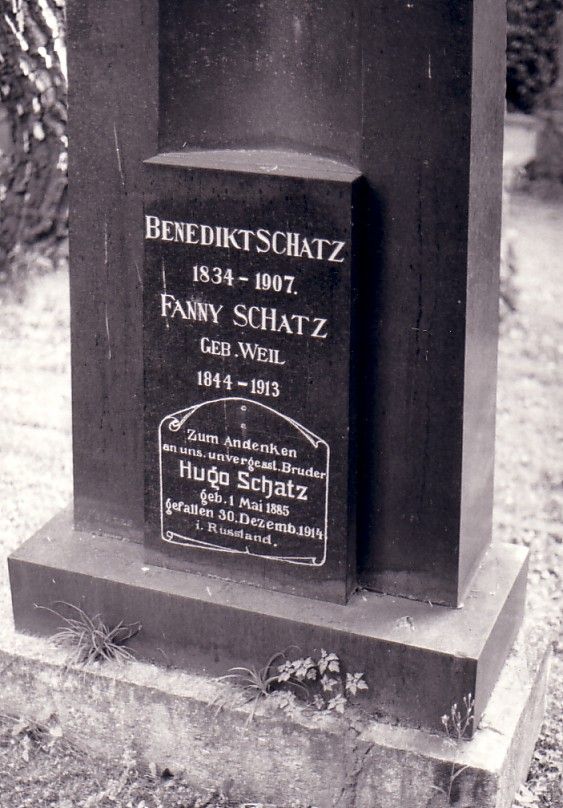 BENEDIKT SCHATZ
1834 - 1907.
FANNY SCHATZ
GEB. WEIL
1844 - 1913
Zum Andenken
an uns. unvergessl. Bruder
Hugo Schatz
geb. 1 Mai 1885
gefallen 30. Dezemb. 1914
i. Russland.